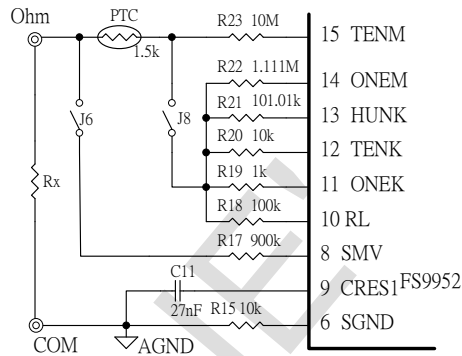 Ohm
PTC
1.5k
R23 10M
15 TENM
R22 1.111M
14 ONEM
R21 101.01k
13 HUNK
J6
J8
R20 10k
12 TENK
R19 1k
11 ONEK
Rx
R18 100k
10 RL
R17 900k
8 SMV
C11
27nF
9 CRES1
FS9952
R15 10k
6 SGND
COM
AGND